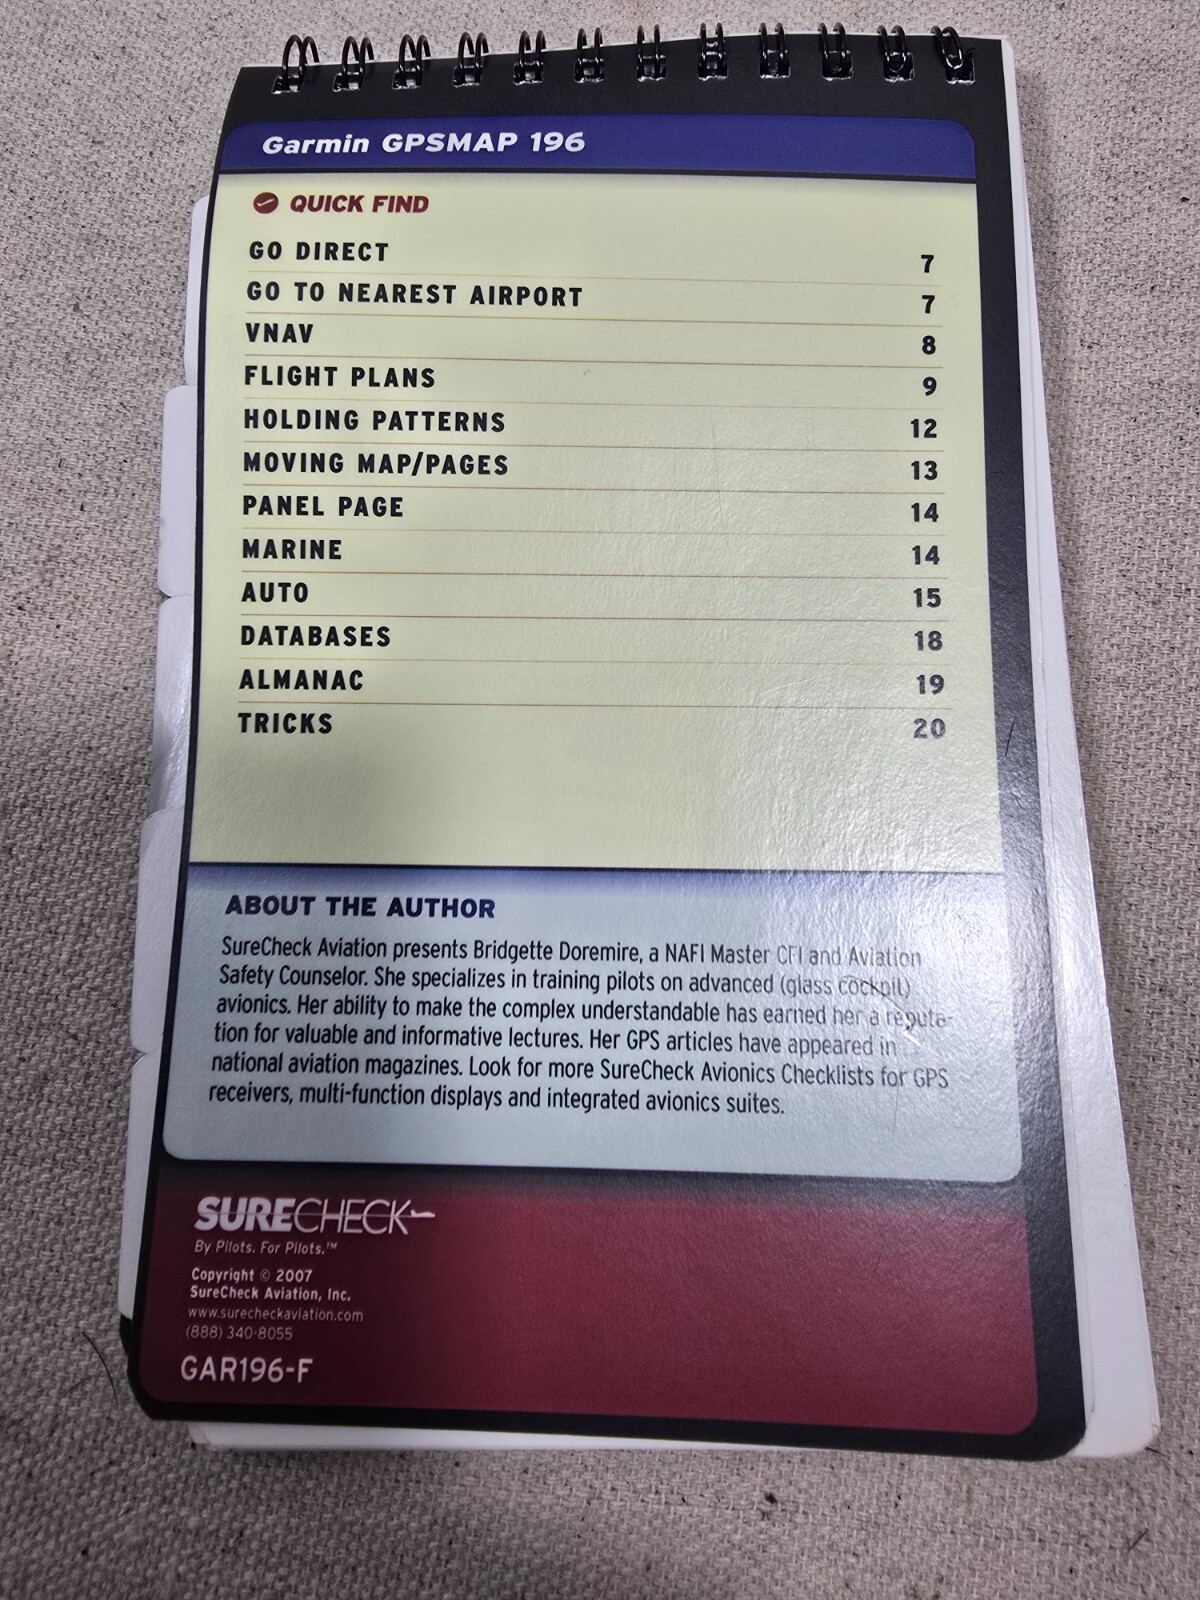 Garmin GPSMAP 196
QUICK FIND
GO DIRECT 7
GO TO NEAREST AIRPORT 7
VNAV 8
FLIGHT PLANS 9
HOLDING PATTERNS 12
MOVING MAP/PAGES 13
PANEL PAGE 14
MARINE 14
AUTO 15
DATABASES 18
ALMANAC 19
TRICKS 20
ABOUT THE AUTHOR
SureCheck Aviation presents Bridgette Doremire, a NAFI Master CFI and Aviation
Safety Counselor. She specializes in training pilots on advanced (glass cockpit)
avionics. Her ability to make the complex understandable has earned her a reputa-
tion for valuable and informative lectures. Her GPS articles have appeared in
national aviation magazines. Look for more SureCheck Avionics Checklists for GPS
receivers, multi-function displays and integrated avionics suites.
SURECHECK
By Pilots. For Pilots.™
Copyright © 2007
SureCheck Aviation, Inc.
www.surecheckaviation.com
(888) 340-8055
GAR196-F